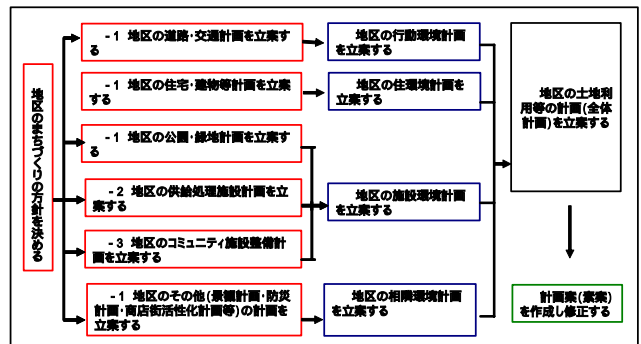 地区のまちづくりの方針を決める
-1 地区の道路・交通計画を立案す
る
-1 地区の住宅・建物等計画を立案
する
-1 地区の公園・緑地計画を立案す
る
-2 地区の供給処理施設計画を立
案する
-3 地区のコミュニティ施設整備計
画を立案する
-1 地区のその他(景観計画・防災
計画・商店街活性化計画等)の計画を
立案する
地区の行動環境計画
を立案する
地区の住環境計画を
立案する
地区の施設環境計画
を立案する
地区の相隣環境計画
を立案する
地区の土地利
用等の計画(全体
計画)を立案する
計画案(素案)
を作成し修正する